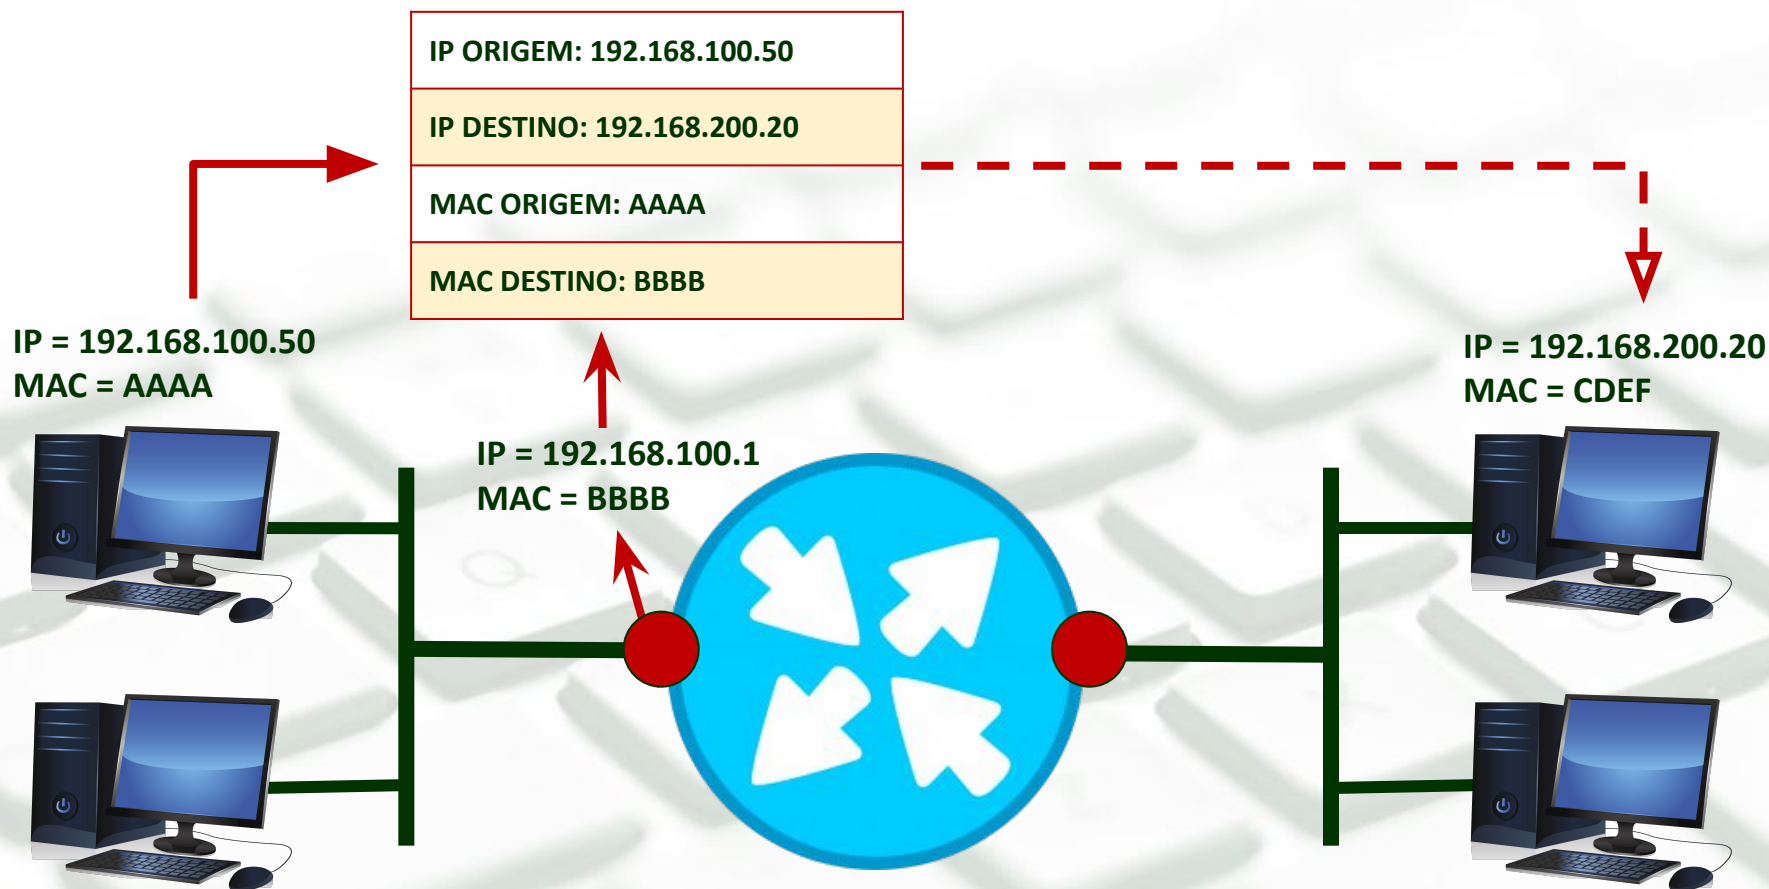 IP ORIGEM: 192.168.100.50
IP DESTINO: 192.168.200.20
MAC ORIGEM: AAAA
MAC DESTINO: BBBB
IP = 192.168.100.50
MAC = AAAA
IP = 192.168.200.20
MAC = CDEF
IP = 192.168.100.1
MAC = BBBB